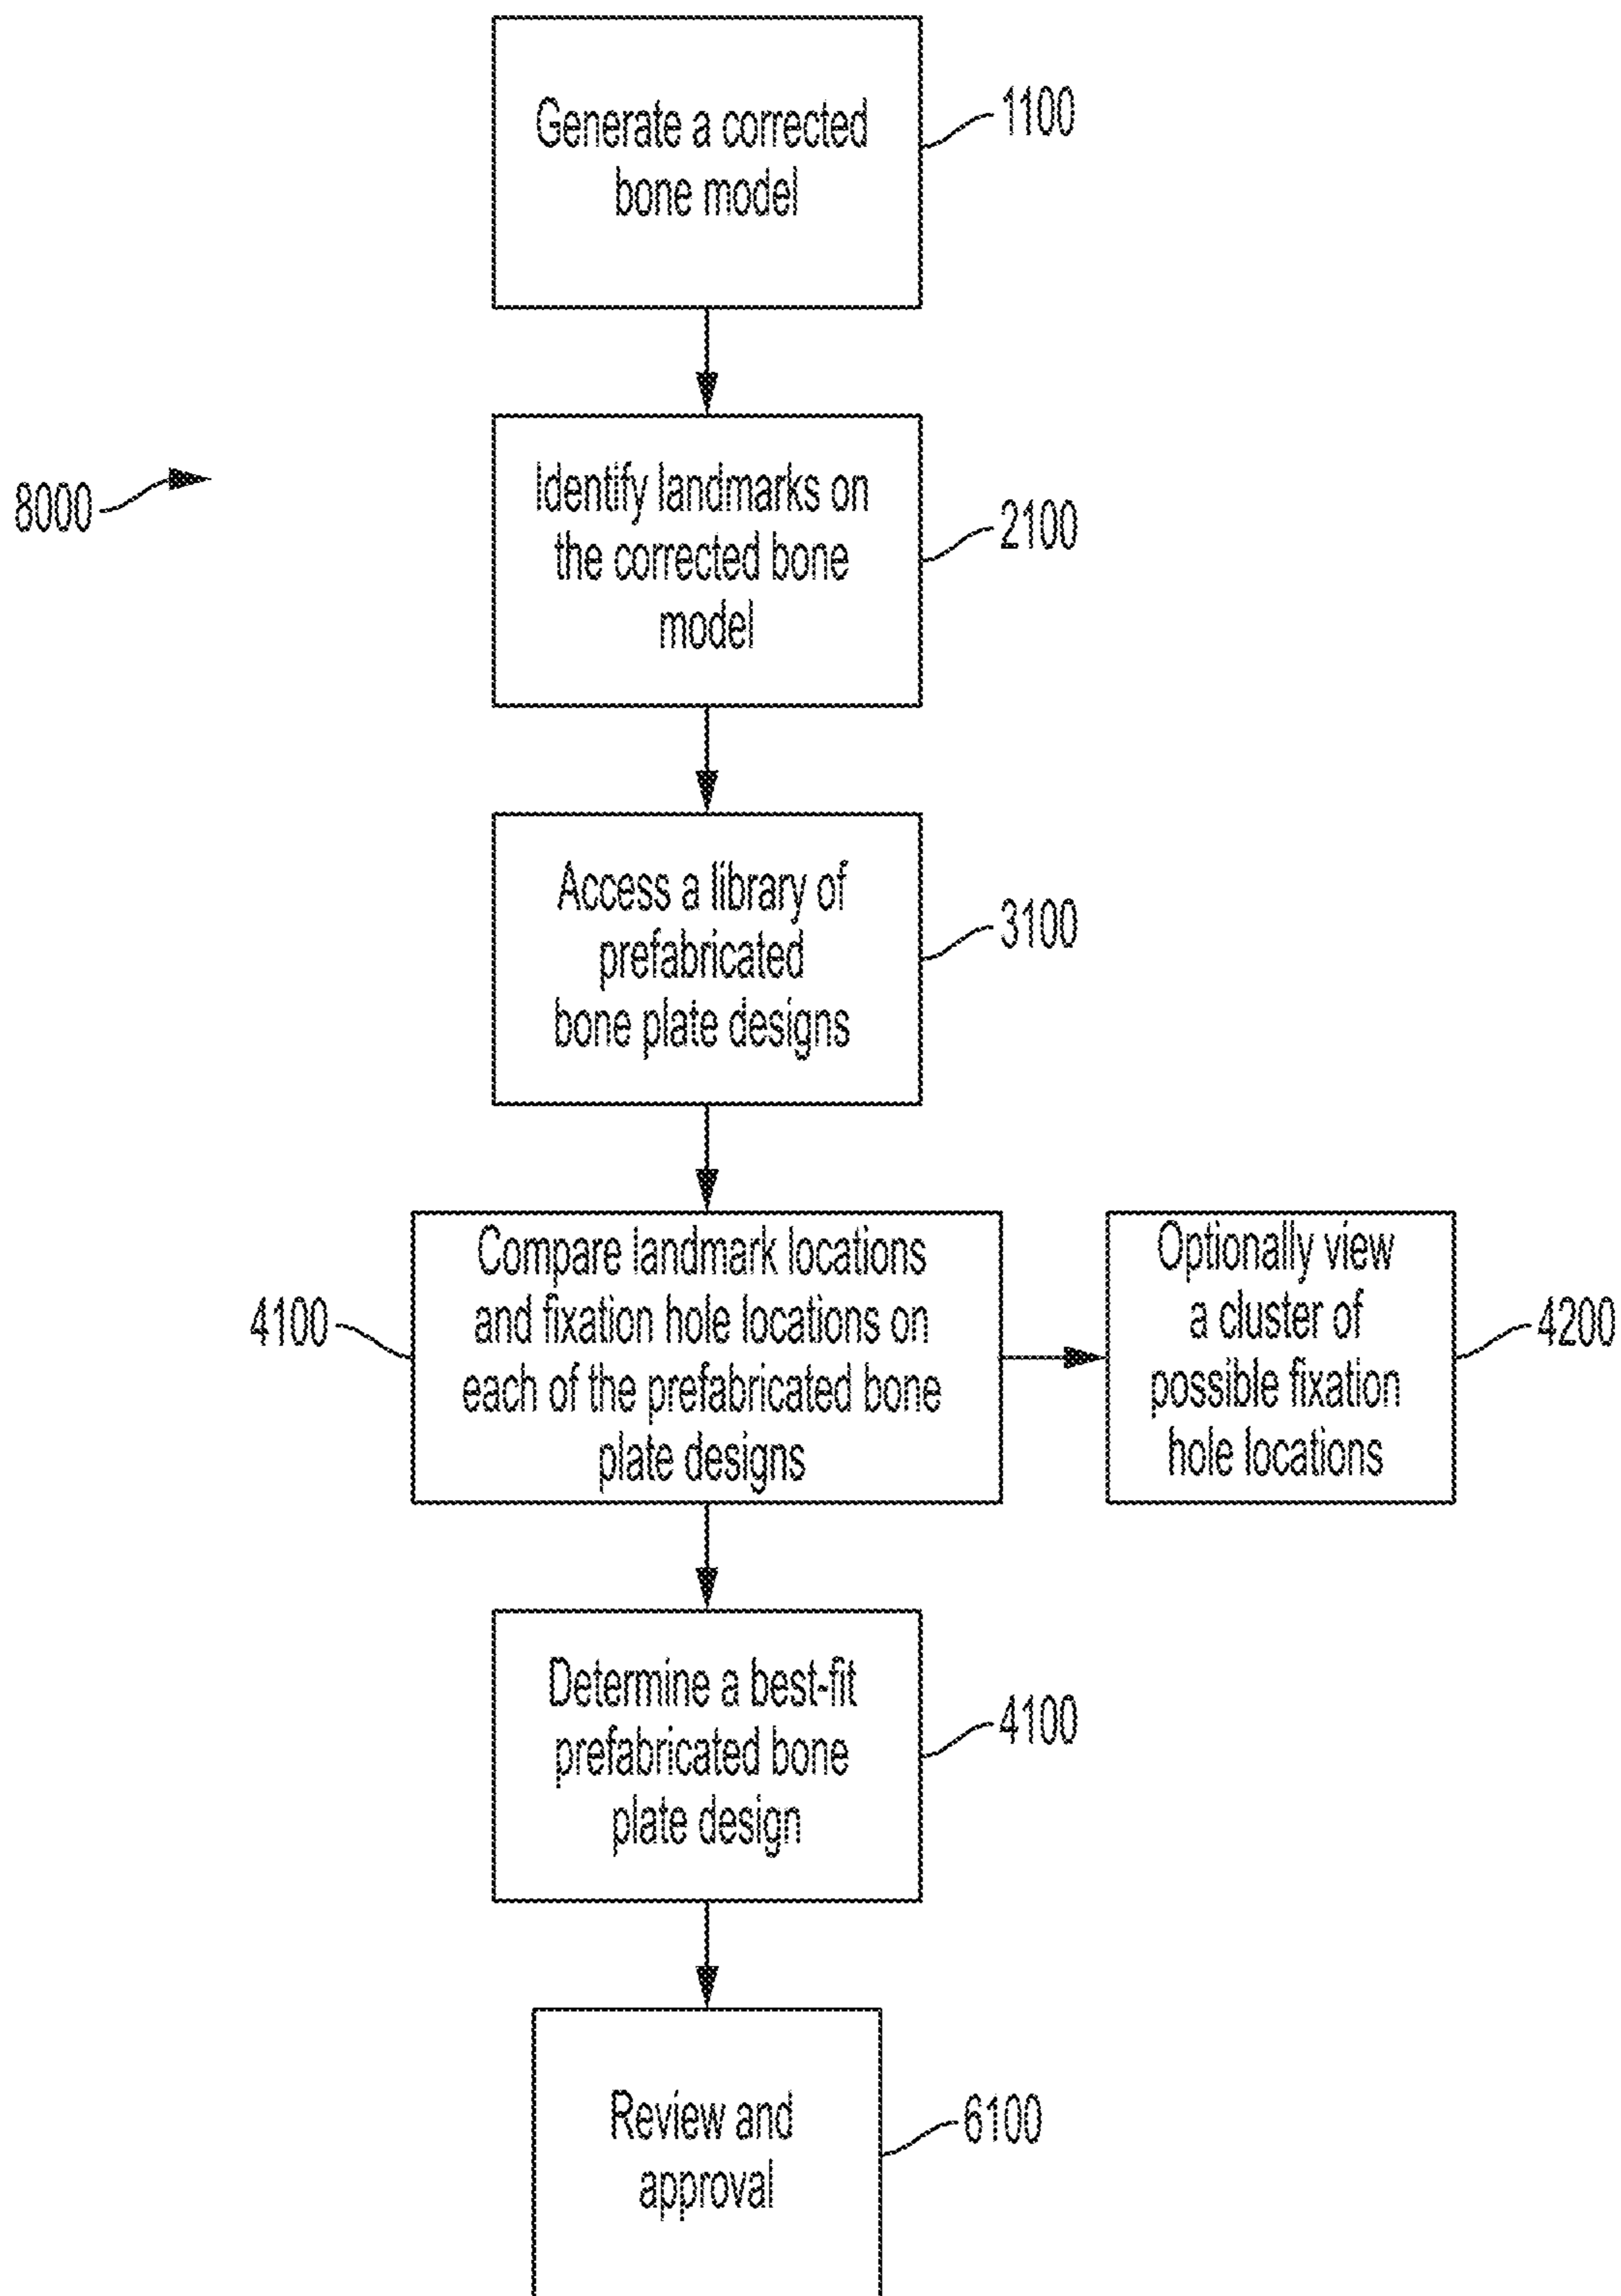 Generate a corrected
bone model
1100
8000
Identify landmarks on
the corrected bone
model
2100
Access a library of
prefabricated
bone plate designs
3100
4100
Compare landmark locations
and fixation hole locations on
each of the prefabricated bone
plate designs
Optionally view
a cluster of
possible fixation
hole locations
4200
Determine a best-fit
prefabricated bone
plate design
4100
Review and
approval
6100